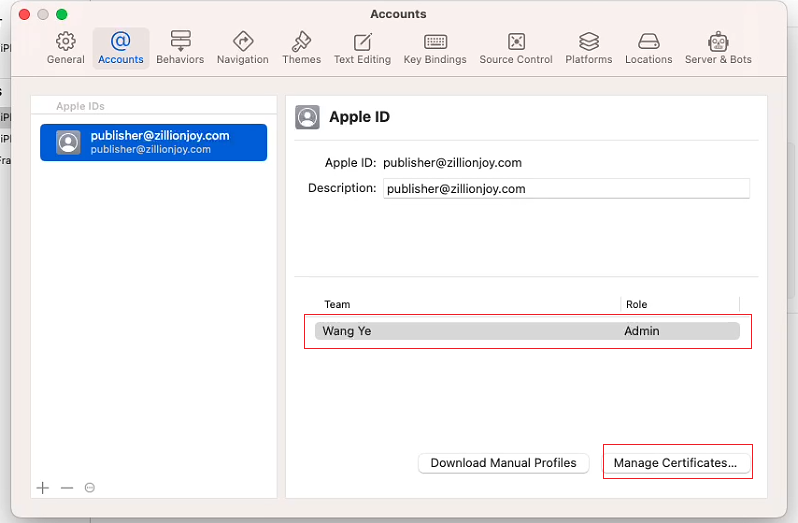 Accounts
General Accounts Behaviors Navigation Themes Text Editing Key Bindings Source Control Platforms Locations Server & Bots
Apple IDs
publisher@zillionjoy.com
publisher@zillionjoy.com
Apple ID
Apple ID: publisher@zillionjoy.com
Description: publisher@zillionjoy.com
Team Role
Wang Ye Admin
Download Manual Profiles Manage Certificates...